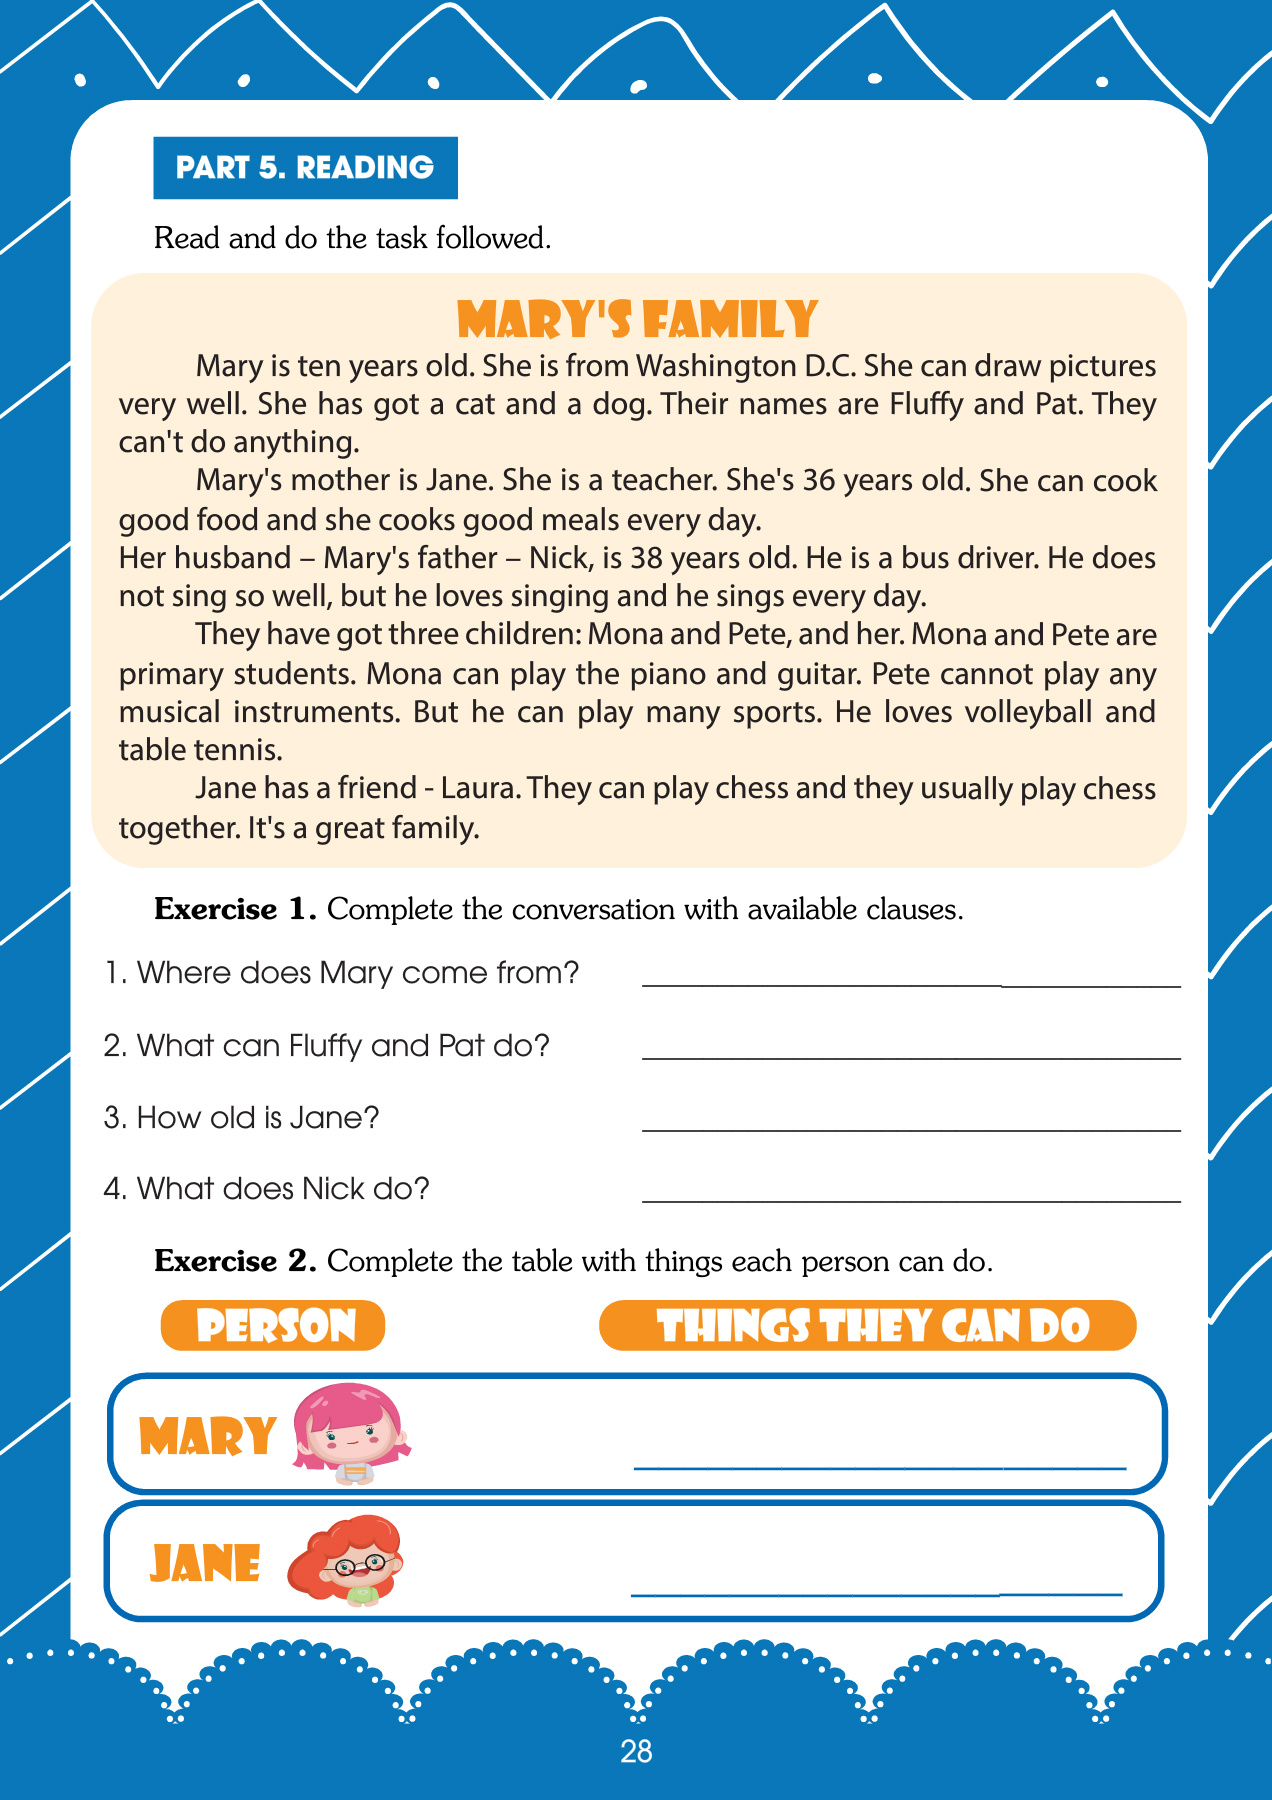 PART 5. READING
Read and do the task followed.
MARY'S FAMILY
Mary is ten years old. She is from Washington D.C. She can draw pictures
very well. She has got a cat and a dog. Their names are Fluffy and Pat. They
can't do anything.
Mary's mother is Jane. She is a teacher. She's 36 years old. She can cook
good food and she cooks good meals every day.
Her husband – Mary's father – Nick, is 38 years old. He is a bus driver. He does
not sing so well, but he loves singing and he sings every day.
They have got three children: Mona and Pete, and her. Mona and Pete are
primary students. Mona can play the piano and guitar. Pete cannot play any
musical instruments. But he can play many sports. He loves volleyball and
table tennis.
Jane has a friend - Laura. They can play chess and they usually play chess
together. It's a great family.
Exercise 1. Complete the conversation with available clauses.
1. Where does Mary come from? ____________________
2. What can Fluffy and Pat do? ____________________
3. How old is Jane? ____________________
4. What does Nick do? ____________________
Exercise 2. Complete the table with things each person can do.
PERSON THINGS THEY CAN DO
MARY ____________________
JANE ____________________
28